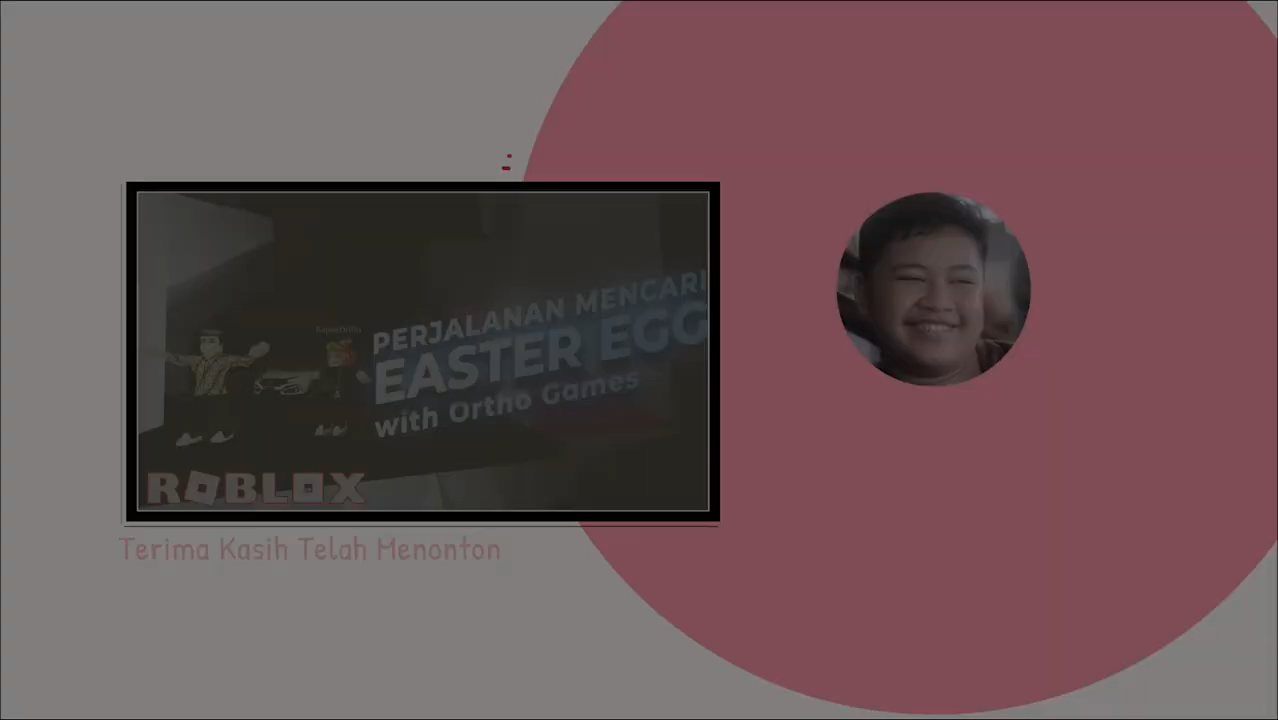 PERJALANAN MENCARI
EASTER EGG
with Ortho Games
ROBLOX
Terima Kasih Telah Menonton